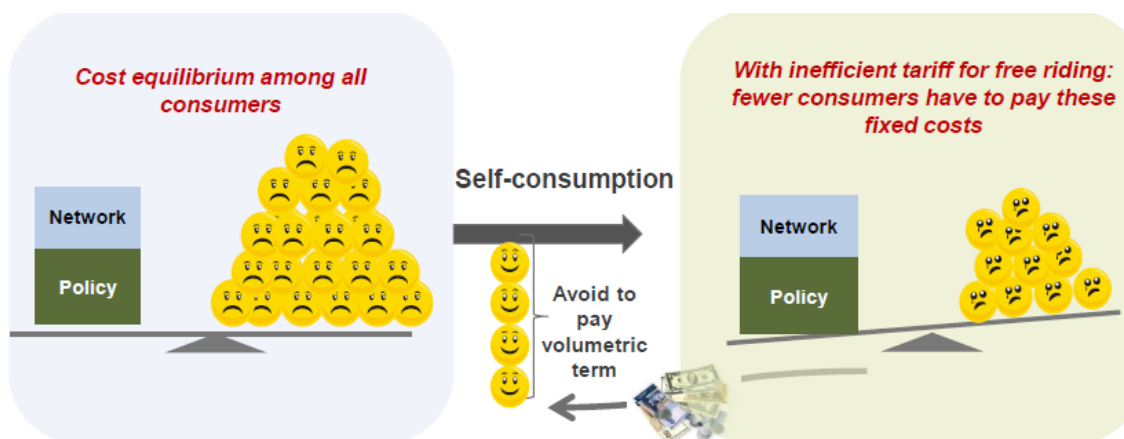 Cost equilibrium among all
consumers
Network
Policy
Self-consumption
Avoid to
pay
volumetric
term
With inefficient tariff for free riding:
fewer consumers have to pay these
fixed costs
Network
Policy